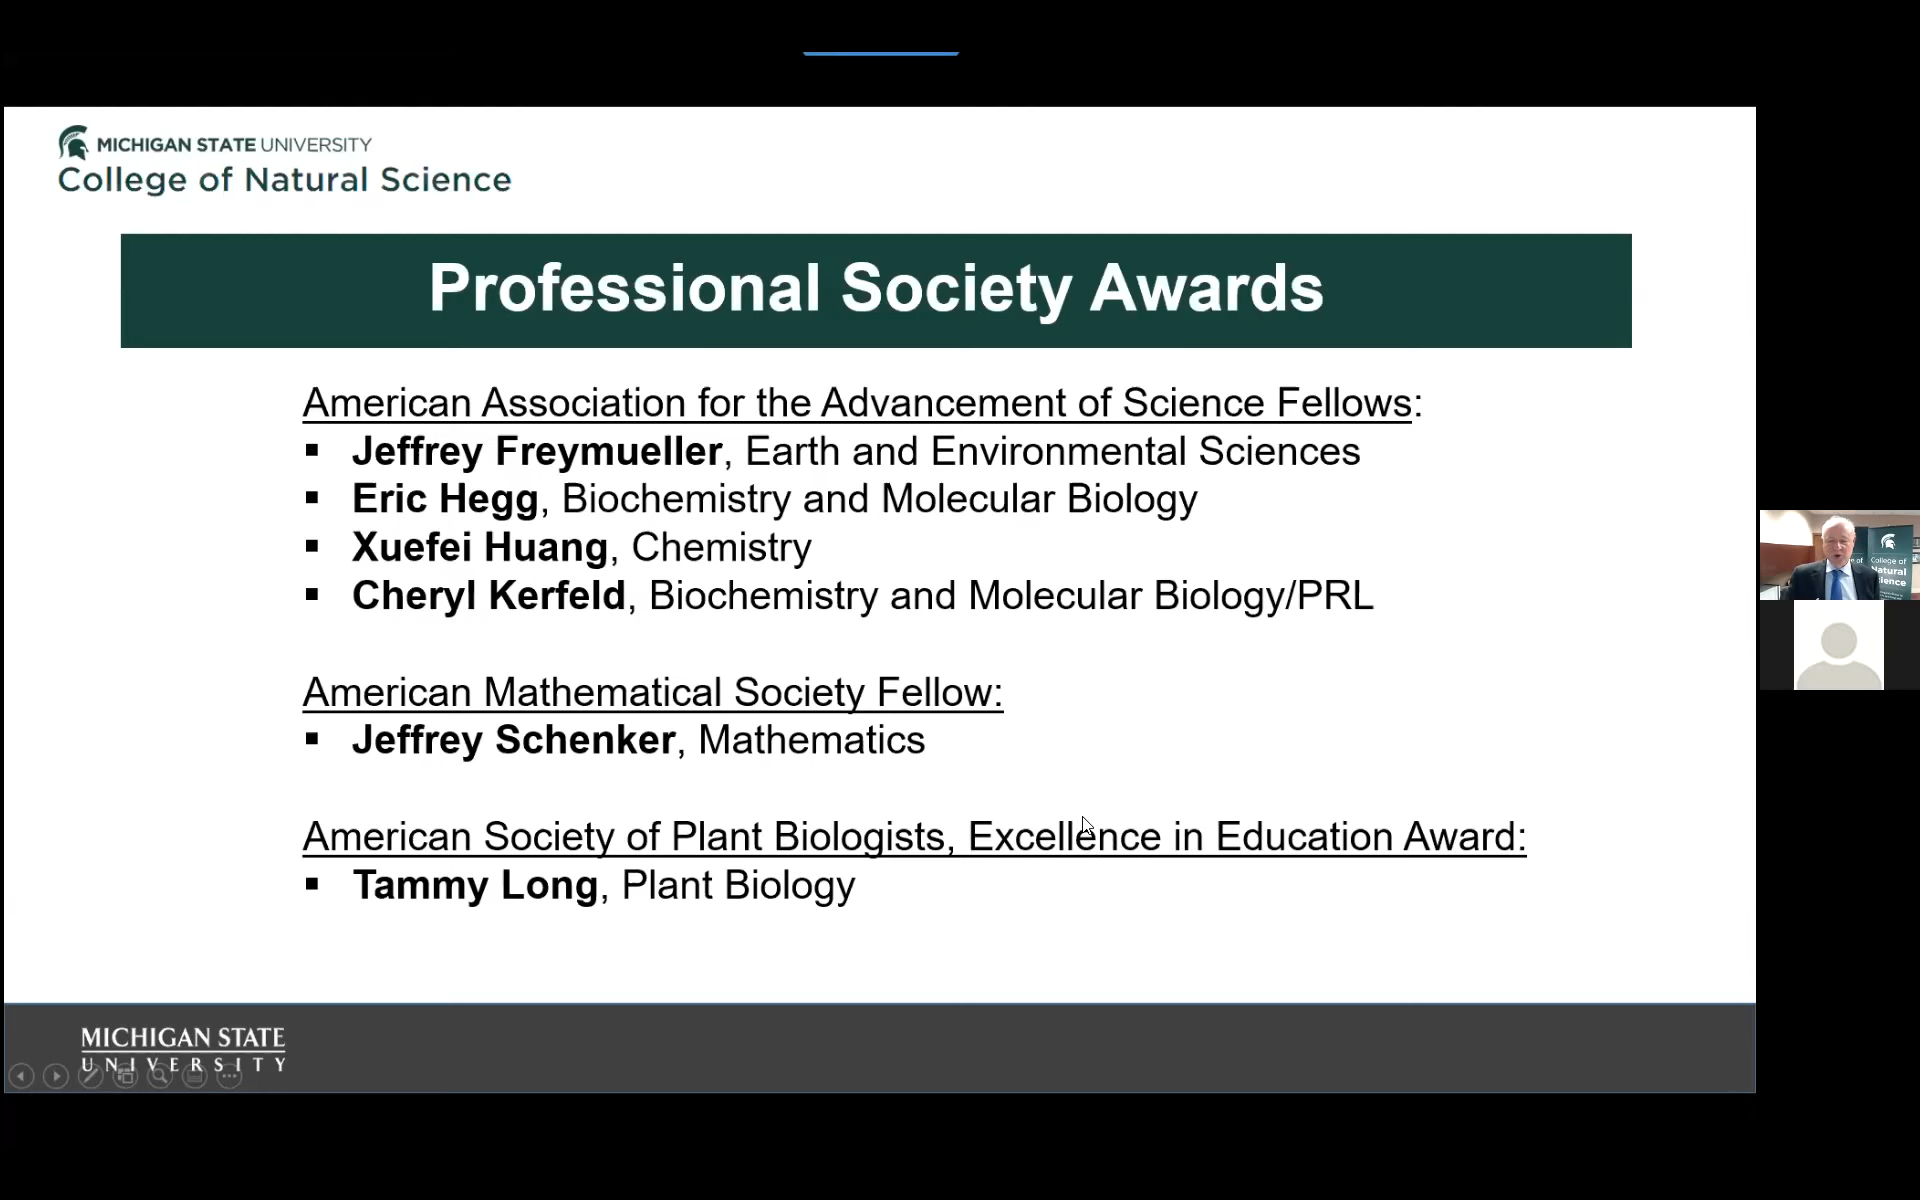 MICHIGAN STATE UNIVERSITY
College of Natural Science
Professional Society Awards
American Association for the Advancement of Science Fellows:
▪ Jeffrey Freymueller, Earth and Environmental Sciences
▪ Eric Hegg, Biochemistry and Molecular Biology
▪ Xuefei Huang, Chemistry
▪ Cheryl Kerfeld, Biochemistry and Molecular Biology/PRL
American Mathematical Society Fellow:
▪ Jeffrey Schenker, Mathematics
American Society of Plant Biologists, Excellence in Education Award:
▪ Tammy Long, Plant Biology
MICHIGAN STATE
UNIVERSITY
College of